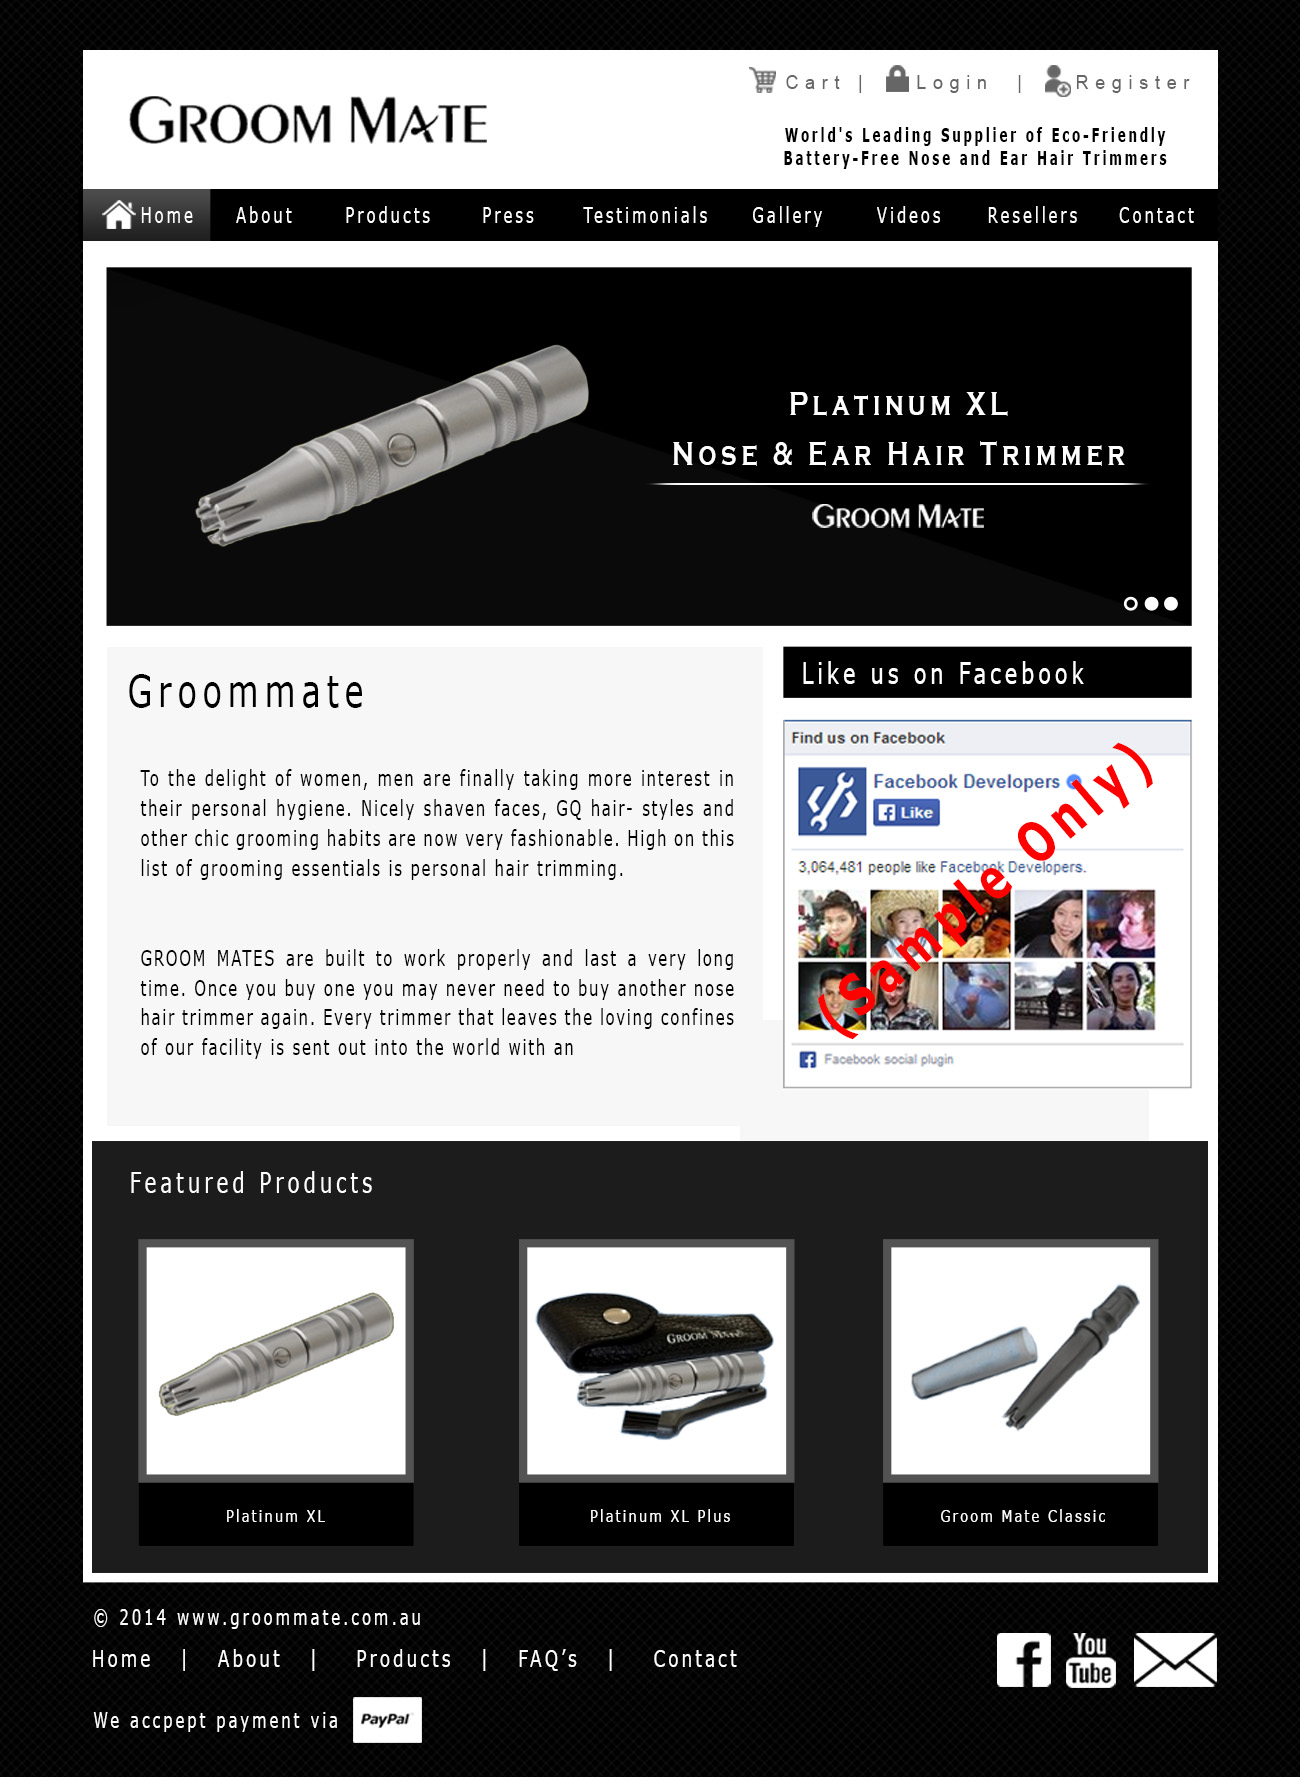 GROOM MATE
Cart | Login | Register
World's Leading Supplier of Eco-Friendly
Battery-Free Nose and Ear Hair Trimmers
Home About Products Press Testimonials Gallery Videos Resellers Contact
PLATINUM XL
NOSE & EAR HAIR TRIMMER
GROOM MATE
Groommate
To the delight of women, men are finally taking more interest in
their personal hygiene. Nicely shaven faces, GQ hair- styles and
other chic grooming habits are now very fashionable. High on this
list of grooming essentials is personal hair trimming.
GROOM MATES are built to work properly and last a very long
time. Once you buy one you may never need to buy another nose
hair trimmer again. Every trimmer that leaves the loving confines
of our facility is sent out into the world with an
Like us on Facebook
Find us on Facebook
Facebook Developers
Like
3,064,481 people like Facebook Developers.
(Sample Only)
Facebook social plugin
Featured Products
GROOM MATE
Platinum XL
Platinum XL Plus
Groom Mate Classic
© 2014 www.groommate.com.au
Home | About | Products | FAQ's | Contact
You
Tube
We accpept payment via PayPal